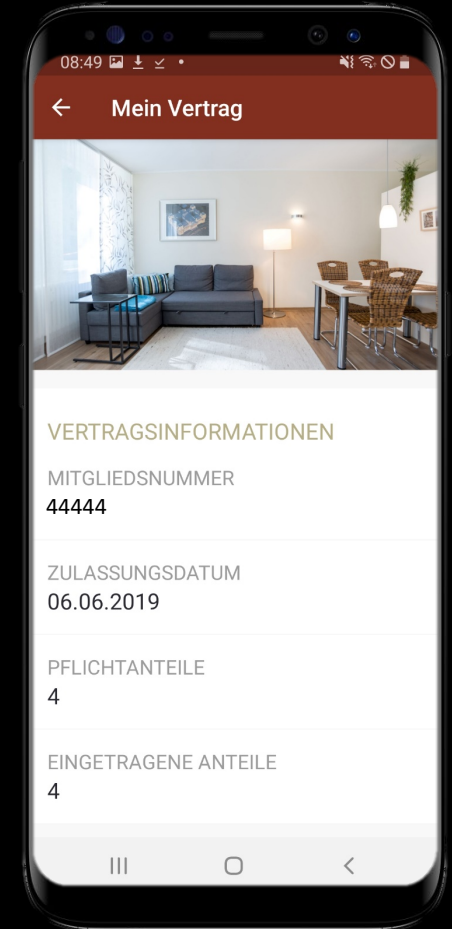 08:49
Mein Vertrag
VERTRAGSINFORMATIONEN
MITGLIEDSNUMMER
44444
ZULASSUNGSDATUM
06.06.2019
PFLICHTANTEILE
4
EINGETRAGENE ANTEILE
4